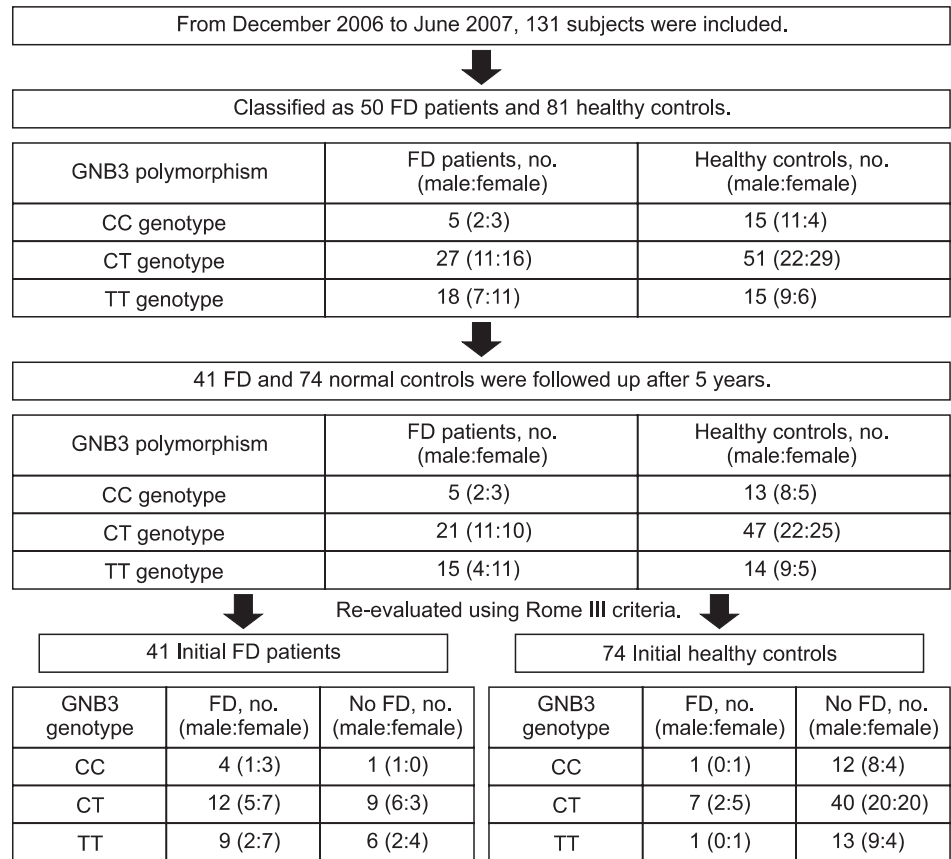 From December 2006 to June 2007, 131 subjects were included.
Classified as 50 FD patients and 81 healthy controls.
GNB3 polymorphism FD patients, no. (male:female) Healthy controls, no. (male:female)
CC genotype 5 (2:3) 15 (11:4)
CT genotype 27 (11:16) 51 (22:29)
TT genotype 18 (7:11) 15 (9:6)
41 FD and 74 normal controls were followed up after 5 years.
GNB3 polymorphism FD patients, no. (male:female) Healthy controls, no. (male:female)
CC genotype 5 (2:3) 13 (8:5)
CT genotype 21 (11:10) 47 (22:25)
TT genotype 15 (4:11) 14 (9:5)
Re-evaluated using Rome III criteria.
41 Initial FD patients
GNB3 genotype FD, no. (male:female) No FD, no. (male:female)
CC 4 (1:3) 1 (1:0)
CT 12 (5:7) 9 (6:3)
TT 9 (2:7) 6 (2:4)
74 Initial healthy controls
GNB3 genotype FD, no. (male:female) No FD, no. (male:female)
CC 1 (0:1) 12 (8:4)
CT 7 (2:5) 40 (20:20)
TT 1 (0:1) 13 (9:4)